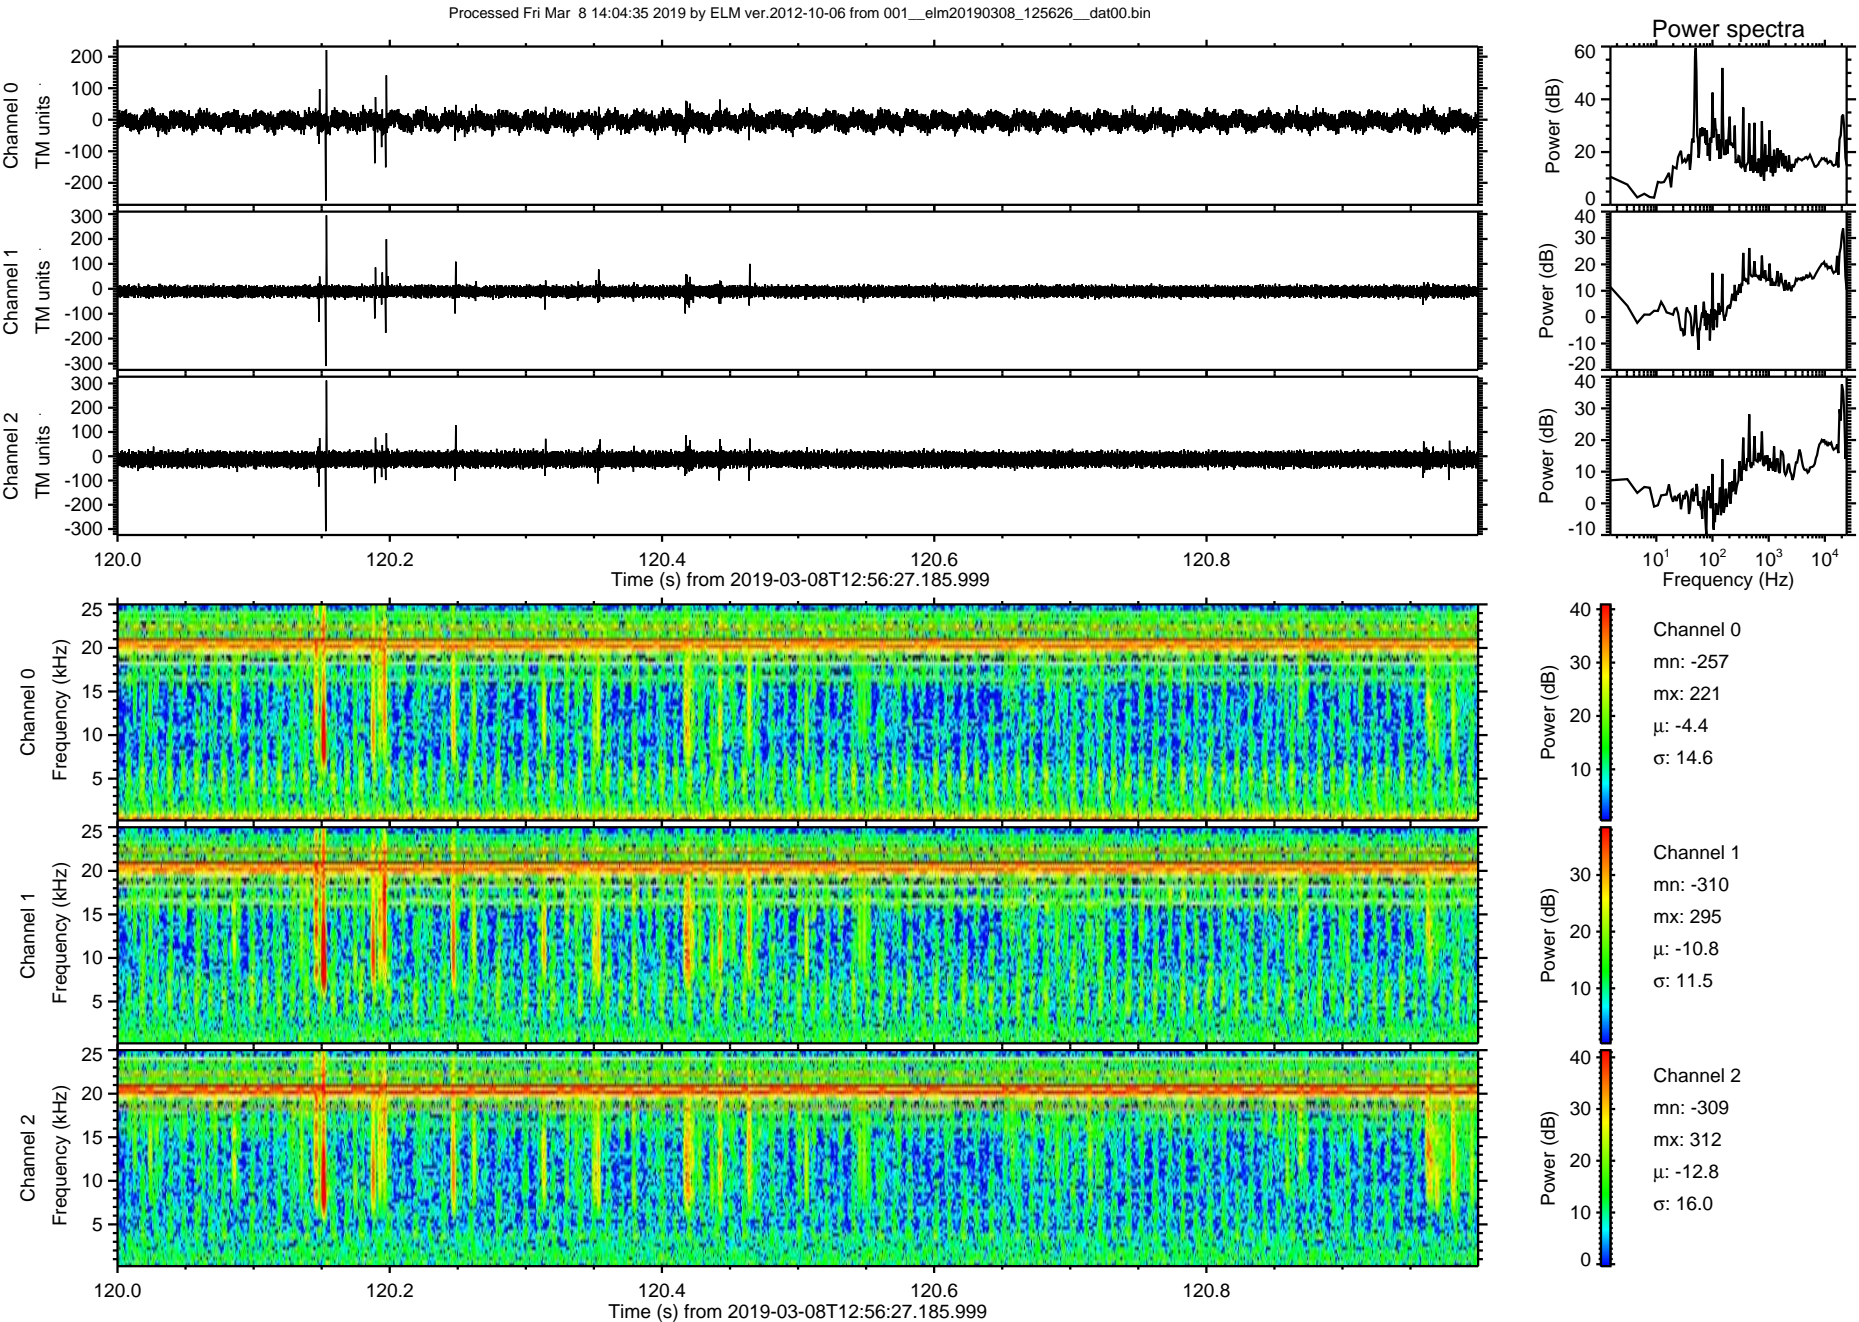 Processed Fri Mar  8 14:04:35 2019 by ELM ver.2012-10-06 from 001__elm20190308_125626__dat00.bin
Power spectra
Channel 0
TM units
200
100
0
-100
-200
Power (dB)
60
40
20
0
Channel 1
TM units
300
200
100
0
-100
-200
-300
Power (dB)
40
30
20
10
0
-10
-20
Channel 2
TM units
300
200
100
0
-100
-200
-300
Power (dB)
40
30
20
10
0
-10
120.0 120.2 120.4 120.6 120.8
Time (s) from 2019-03-08T12:56:27.185.999
10^1 10^2 10^3 10^4
Frequency (Hz)
Channel 0
Frequency (kHz)
25
20
15
10
5
Power (dB)
40
30
20
10
Channel 0
mn: -257
mx: 221
μ: -4.4
σ: 14.6
Channel 1
Frequency (kHz)
25
20
15
10
5
Power (dB)
30
20
10
Channel 1
mn: -310
mx: 295
μ: -10.8
σ: 11.5
Channel 2
Frequency (kHz)
25
20
15
10
5
Power (dB)
40
30
20
10
0
Channel 2
mn: -309
mx: 312
μ: -12.8
σ: 16.0
120.0 120.2 120.4 120.6 120.8
Time (s) from 2019-03-08T12:56:27.185.999